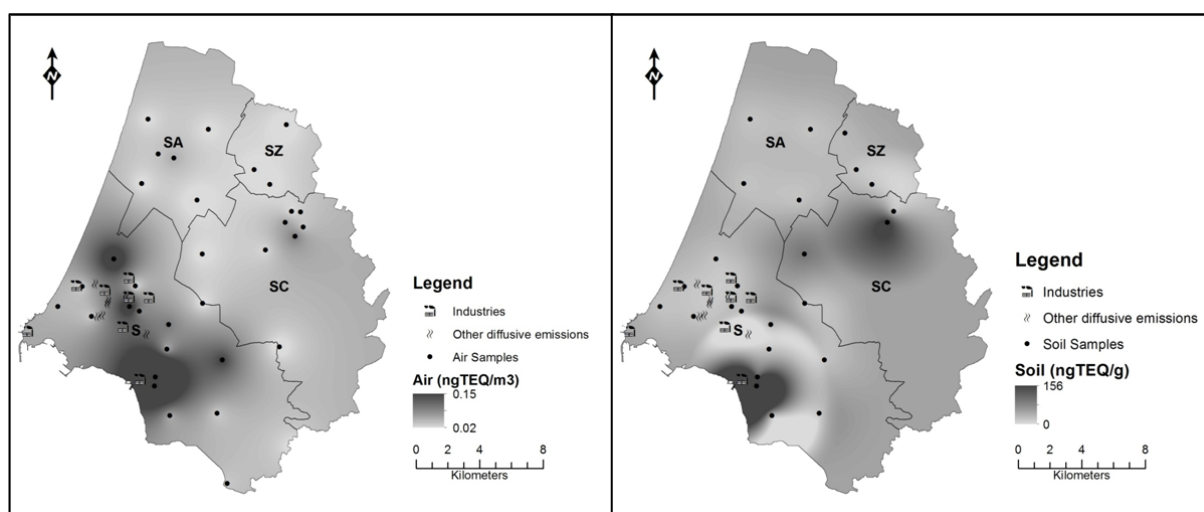 N
SA
SZ
SC
S
Legend
Industries
Other diffusive emissions
Air Samples
Air (ngTEQ/m3)
0.15
0.02
0 2 4 6 8
Kilometers
N
SA
SZ
SC
S
Legend
Industries
Other diffusive emissions
Soil Samples
Soil (ngTEQ/g)
156
0
0 2 4 6 8
Kilometers